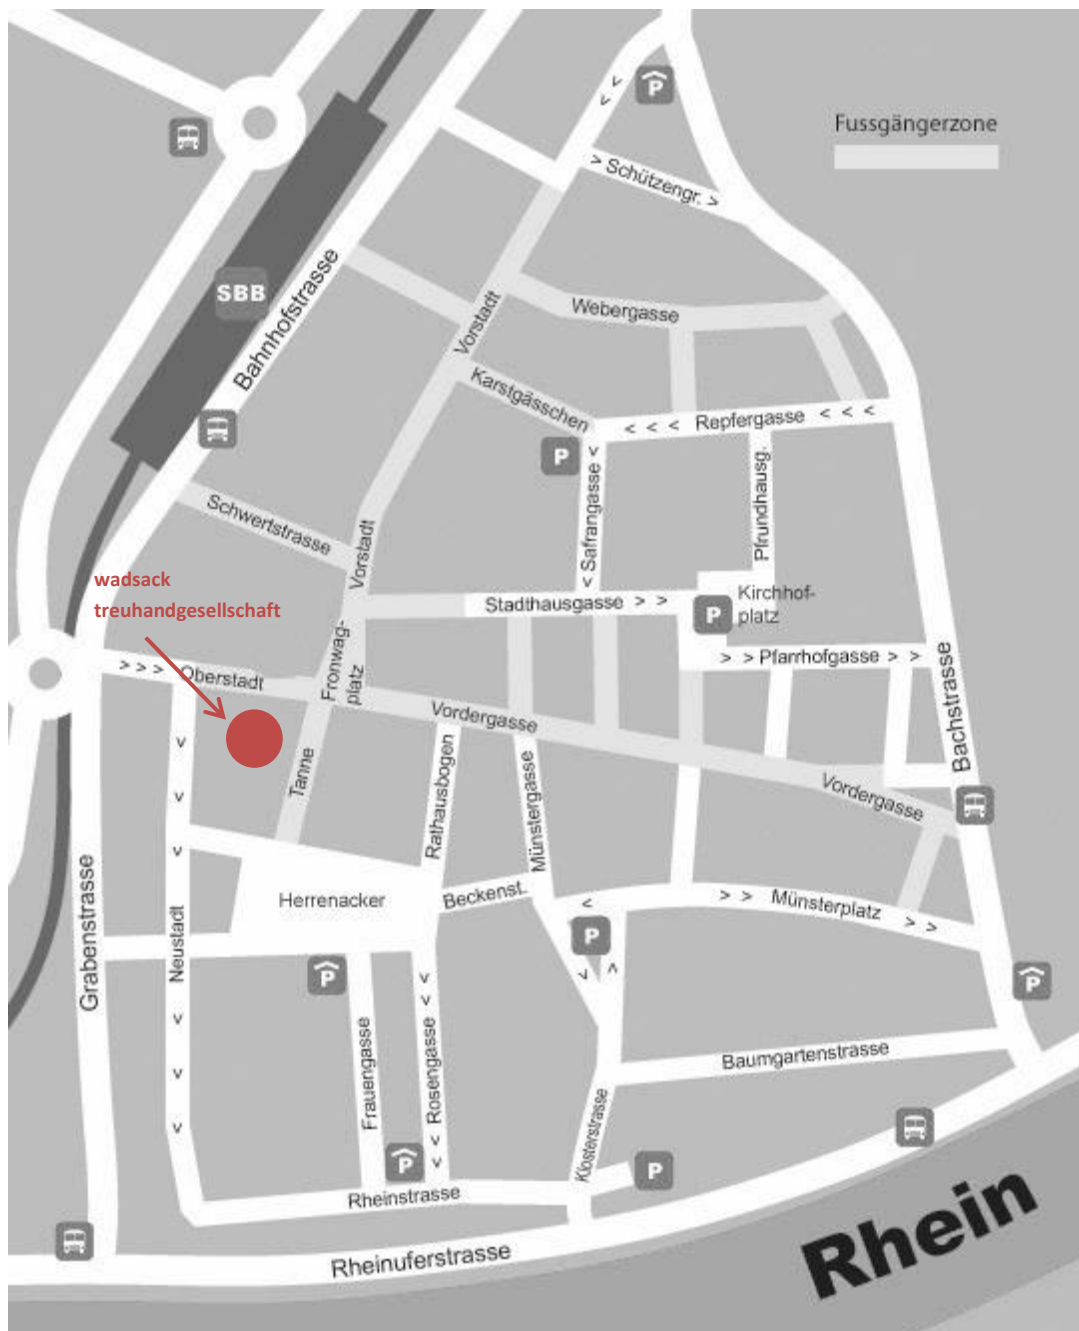 Fussgängerzone
> Schützengr. >
SBB
Bahnhofstrasse
Vorstadt
Webergasse
Karstgässchen
< < < Repfergasse < < <
P
P
< Safrangasse <
Pfrundhausg.
Schwertstrasse
Vorstadt
wadsack
treuhandgesellschaft
Stadthausgasse > >
P
Kirchhof-
platz
Fronwag-
platz
> > Pfarrhofgasse > >
> > > Oberstadt
Bachstrasse
Vordergasse
Tanne
Rathausbogen
Münstergasse
Vordergasse
Grabenstrasse
Neustadt
Herrenacker
Beckenst.
> > Münsterplatz > >
P
P
P
Frauengasse
Rosengasse
Baumgartenstrasse
Klosterstrasse
P
P
Rheinstrasse
Rheinuferstrasse
Rhein